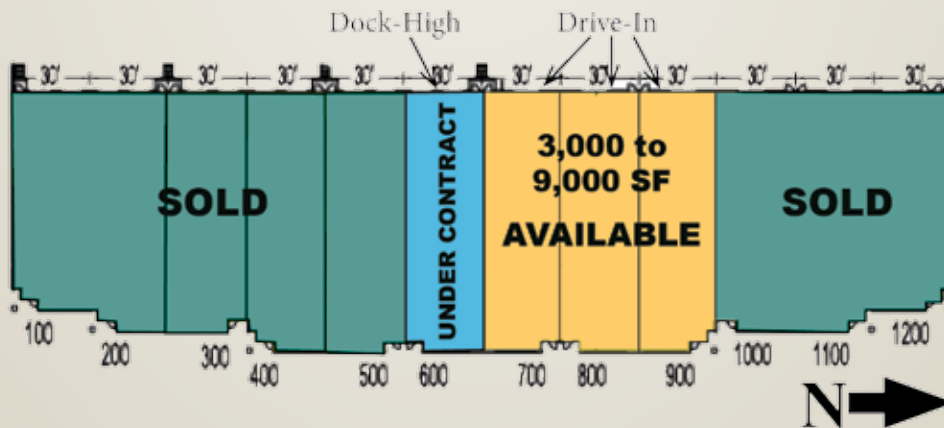 Dock-High Drive-In
30' 30' 30' 30' 30' 30' 30' 30' 30' 30' 30' 30'
SOLD
UNDER CONTRACT
3,000 to
9,000 SF
AVAILABLE
SOLD
100 200 300 400 500 600 700 800 900 1000 1100 1200
N